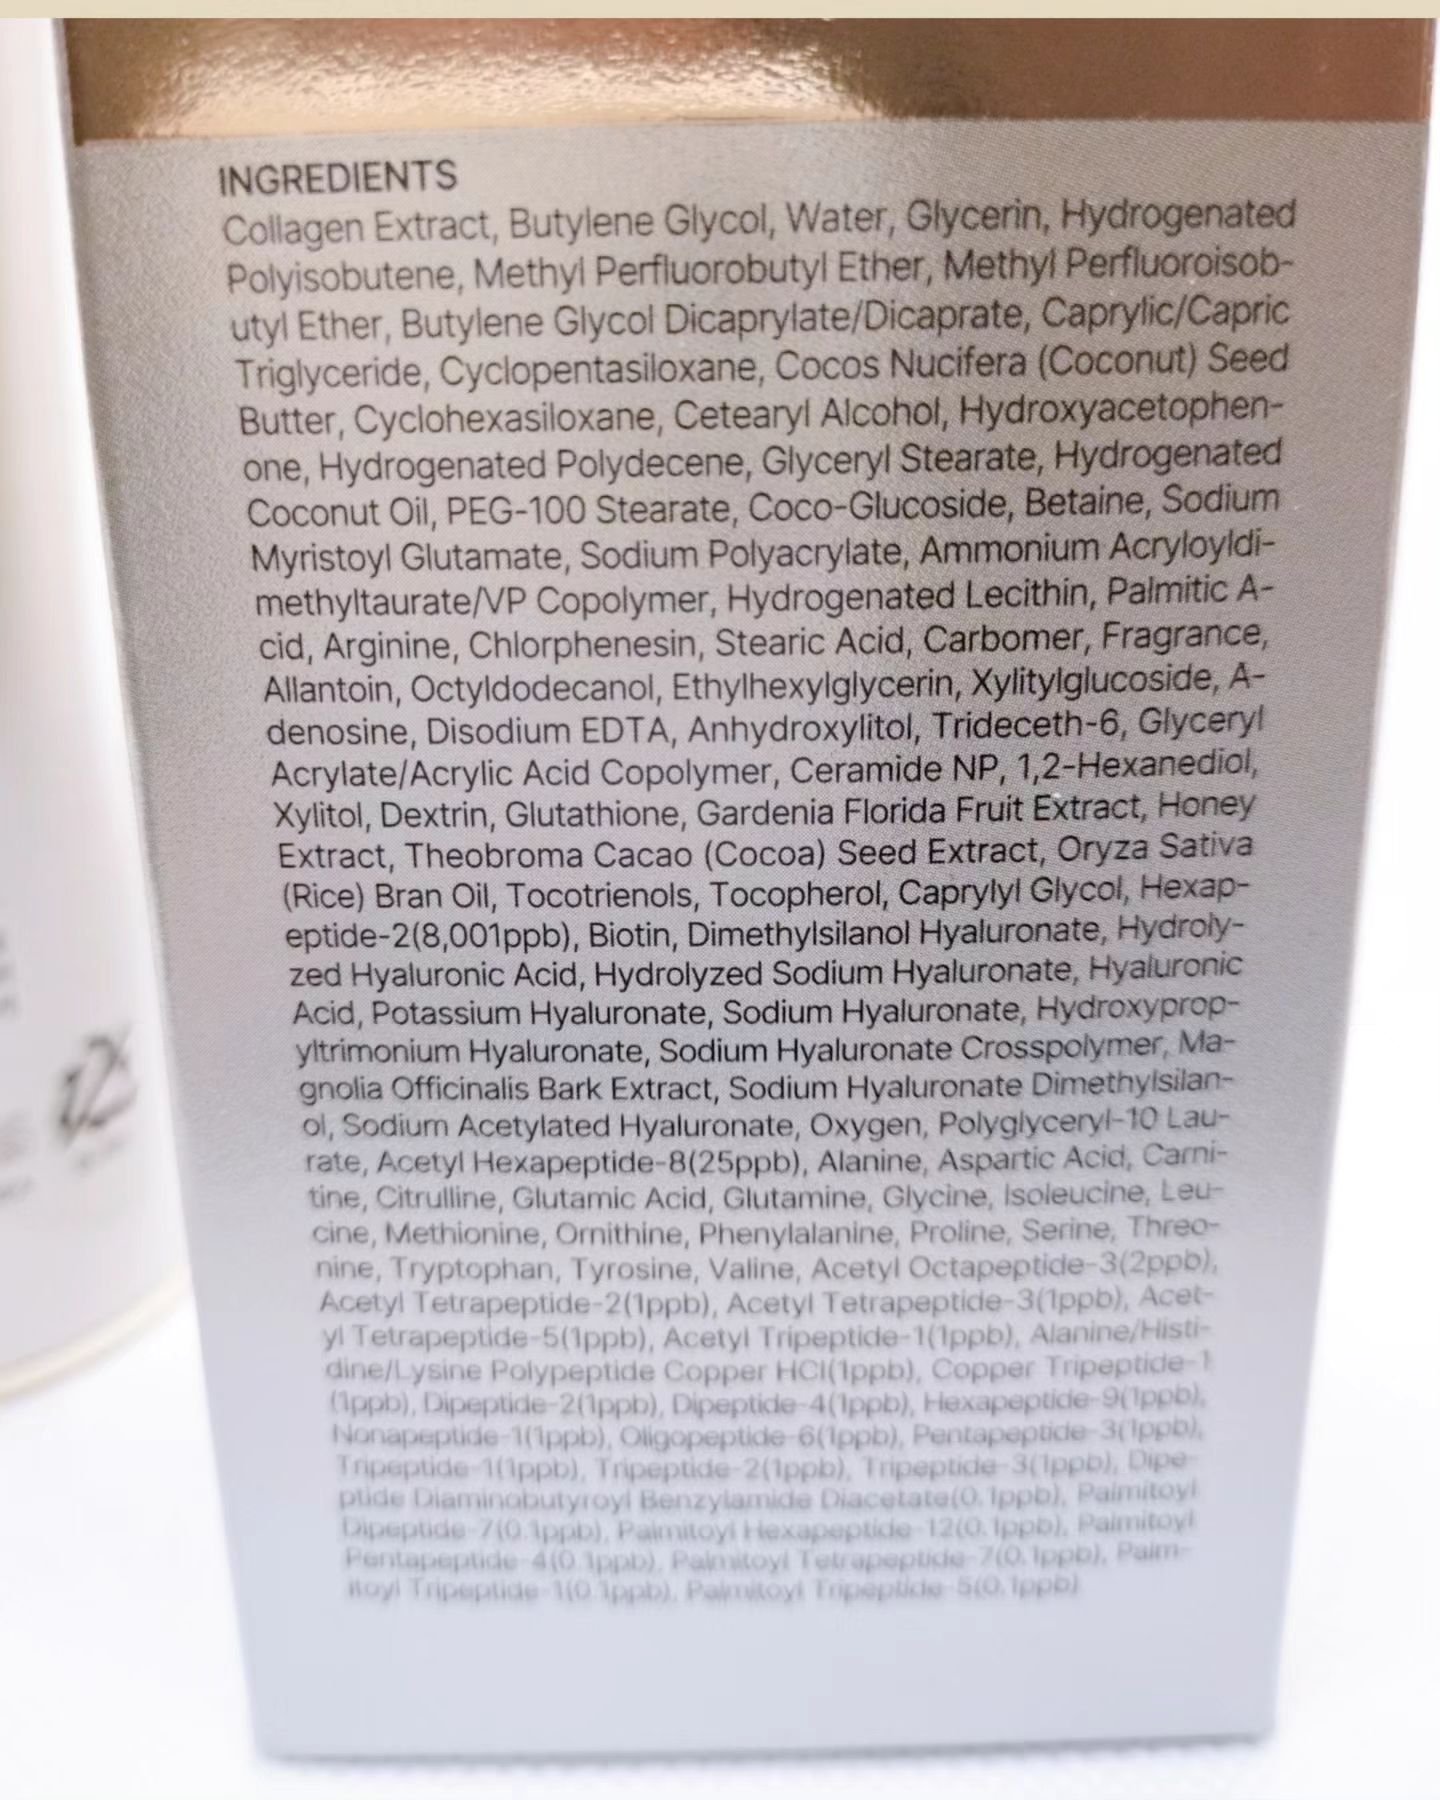 INGREDIENTS
Collagen Extract, Butylene Glycol, Water, Glycerin, Hydrogenated
Polyisobutene, Methyl Perfluorobutyl Ether, Methyl Perfluoroisob-
utyl Ether, Butylene Glycol Dicaprylate/Dicaprate, Caprylic/Capric
Triglyceride, Cyclopentasiloxane, Cocos Nucifera (Coconut) Seed
Butter, Cyclohexasiloxane, Cetearyl Alcohol, Hydroxyacetophen-
one, Hydrogenated Polydecene, Glyceryl Stearate, Hydrogenated
Coconut Oil, PEG-100 Stearate, Coco-Glucoside, Betaine, Sodium
Myristoyl Glutamate, Sodium Polyacrylate, Ammonium Acryloyldi-
methyltaurate/VP Copolymer, Hydrogenated Lecithin, Palmitic A-
cid, Arginine, Chlorphenesin, Stearic Acid, Carbomer, Fragrance,
Allantoin, Octyldodecanol, Ethylhexylglycerin, Xylitylglucoside, A-
denosine, Disodium EDTA, Anhydroxylitol, Trideceth-6, Glyceryl
Acrylate/Acrylic Acid Copolymer, Ceramide NP, 1,2-Hexanediol,
Xylitol, Dextrin, Glutathione, Gardenia Florida Fruit Extract, Honey
Extract, Theobroma Cacao (Cocoa) Seed Extract, Oryza Sativa
(Rice) Bran Oil, Tocotrienols, Tocopherol, Caprylyl Glycol, Hexap-
eptide-2(8,001ppb), Biotin, Dimethylsilanol Hyaluronate, Hydroly-
zed Hyaluronic Acid, Hydrolyzed Sodium Hyaluronate, Hyaluronic
Acid, Potassium Hyaluronate, Sodium Hyaluronate, Hydroxyprop-
yltrimonium Hyaluronate, Sodium Hyaluronate Crosspolymer, Ma-
gnolia Officinalis Bark Extract, Sodium Hyaluronate Dimethylsilan-
ol, Sodium Acetylated Hyaluronate, Oxygen, Polyglyceryl-10 Lau-
rate, Acetyl Hexapeptide-8(25ppb), Alanine, Aspartic Acid, Carni-
tine, Citrulline, Glutamic Acid, Glutamine, Glycine, Isoleucine, Leu-
cine, Methionine, Ornithine, Phenylalanine, Proline, Serine, Threo-
nine, Tryptophan, Tyrosine, Valine, Acetyl Octapeptide-3(2ppb),
Acetyl Tetrapeptide-2(1ppb), Acetyl Tetrapeptide-3(1ppb), Acet-
yl Tetrapeptide-5(1ppb), Acetyl Tripeptide-1(1ppb), Alanine/Histi-
dine/Lysine Polypeptide Copper HCl(1ppb), Copper Tripeptide-1
(1ppb), Dipeptide-2(1ppb), Dipeptide-4(1ppb), Hexapeptide-9(1ppb),
Nonapeptide-1(1ppb), Oligopeptide-6(1ppb), Pentapeptide-3(1ppb),
Tripeptide-1(1ppb), Tripeptide-2(1ppb), Tripeptide-3(1ppb), Dipe-
ptide Diaminobutyroyl Benzylamide Diacetate(0.1ppb), Palmitoyl
Dipeptide-7(0.1ppb), Palmitoyl Hexapeptide-12(0.1ppb), Palmitoyl
Pentapeptide-4(0.1ppb), Palmitoyl Tetrapeptide-7(0.1ppb), Palm-
itoyl Tripeptide-1(0.1ppb), Palmitoyl Tripeptide-5(0.1ppb)